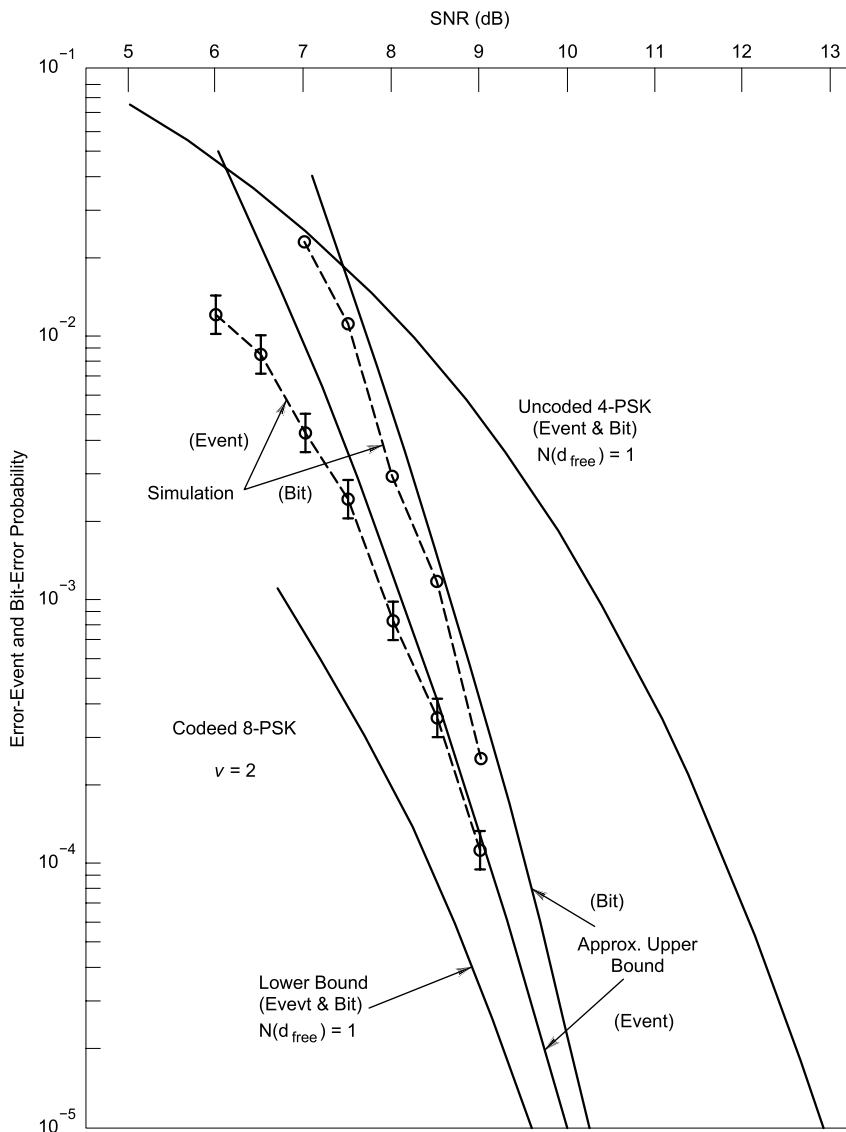 SNR (dB)
5 6 7 8 9 10 11 12 13
10⁻¹
10⁻²
10⁻³
10⁻⁴
10⁻⁵
Error-Event and Bit-Error Probability
Uncoded 4-PSK
(Event & Bit)
N(d free) = 1
(Event)
Simulation
(Bit)
Codeed 8-PSK
v = 2
(Bit)
Approx. Upper
Bound
(Event)
Lower Bound
(Evevt & Bit)
N(d free) = 1